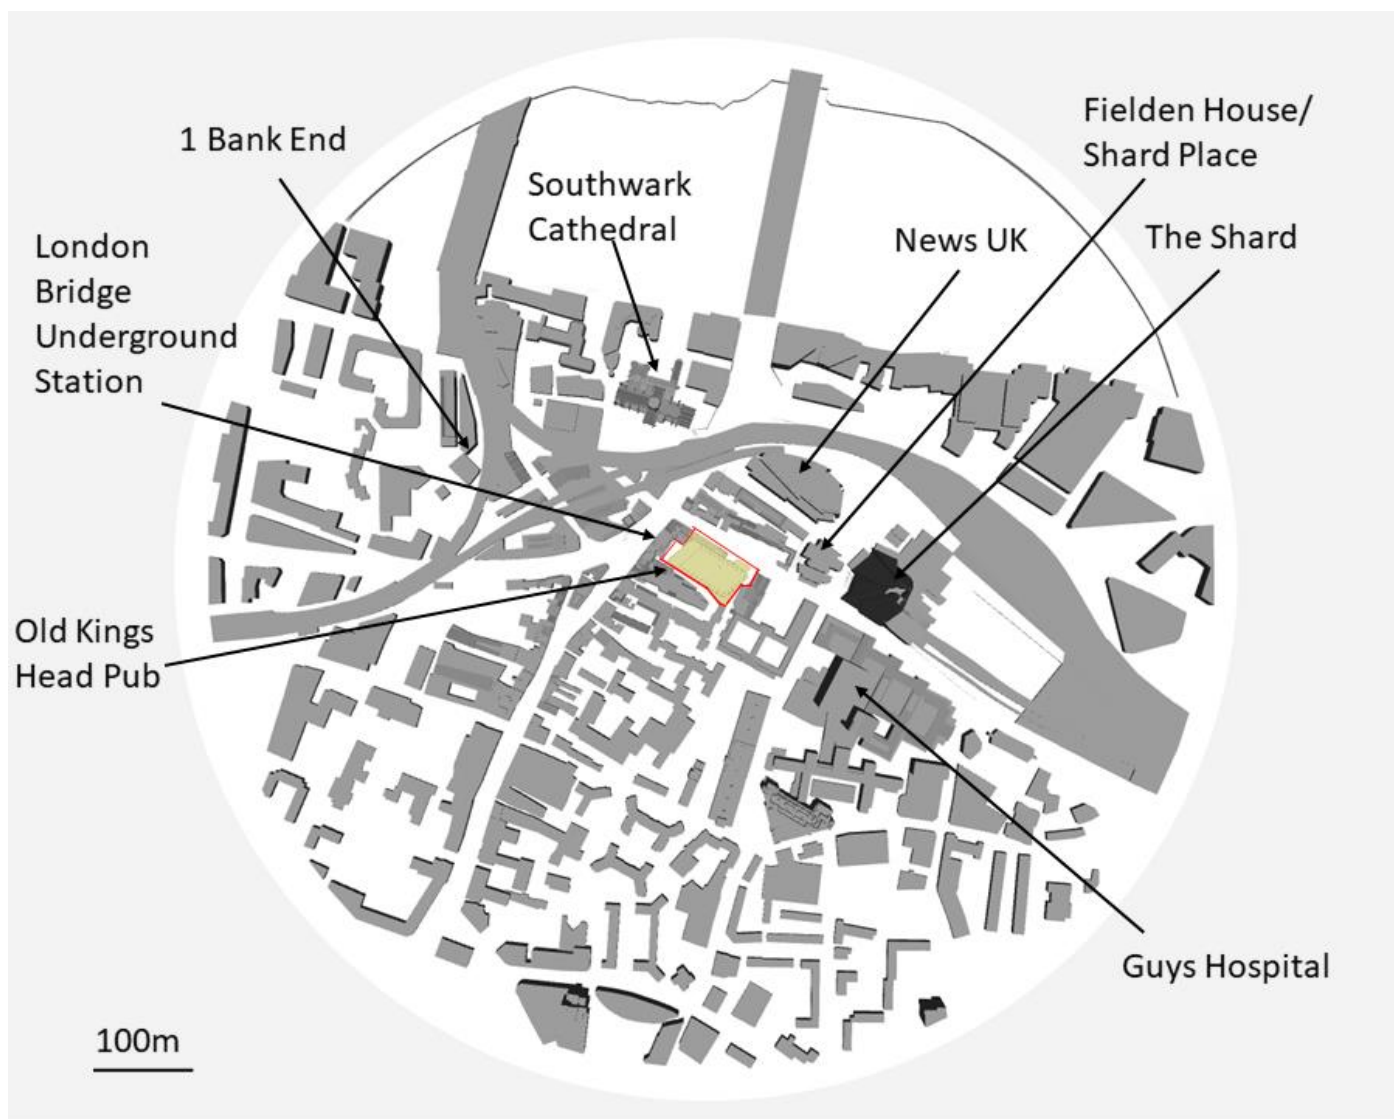 1 Bank End
Southwark
Cathedral
Fielden House/
Shard Place
News UK
The Shard
London
Bridge
Underground
Station
Old Kings
Head Pub
Guys Hospital
100m